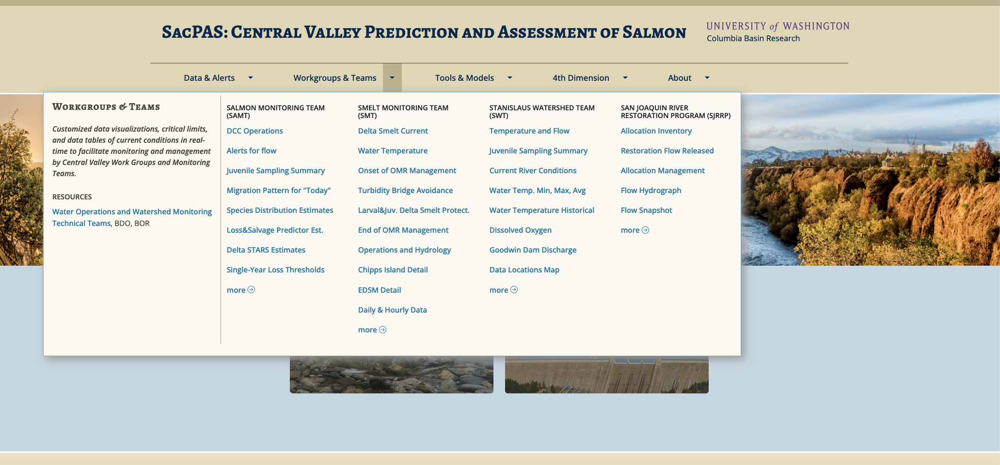 SacPAS: Central Valley Prediction and Assessment of Salmon
UNIVERSITY of WASHINGTON
Columbia Basin Research
Data & Alerts
Workgroups & Teams
Tools & Models
4th Dimension
About
Workgroups & Teams
Customized data visualizations, critical limits,
and data tables of current conditions in real-
time to facilitate monitoring and management
by Central Valley Work Groups and Monitoring
Teams.
RESOURCES
Water Operations and Watershed Monitoring
Technical Teams, BDO, BOR
SALMON MONITORING TEAM
(SAMT)
DCC Operations
Alerts for flow
Juvenile Sampling Summary
Migration Pattern for "Today"
Species Distribution Estimates
Loss&Salvage Predictor Est.
Delta STARS Estimates
Single-Year Loss Thresholds
more
SMELT MONITORING TEAM
(SMT)
Delta Smelt Current
Water Temperature
Onset of OMR Management
Turbidity Bridge Avoidance
Larval&Juv. Delta Smelt Protect.
End of OMR Management
Operations and Hydrology
Chipps Island Detail
EDSM Detail
Daily & Hourly Data
more
STANISLAUS WATERSHED TEAM
(SWT)
Temperature and Flow
Juvenile Sampling Summary
Current River Conditions
Water Temp. Min, Max, Avg
Water Temperature Historical
Dissolved Oxygen
Goodwin Dam Discharge
Data Locations Map
more
SAN JOAQUIN RIVER
RESTORATION PROGRAM (SJRRP)
Allocation Inventory
Restoration Flow Released
Allocation Management
Flow Hydrograph
Flow Snapshot
more